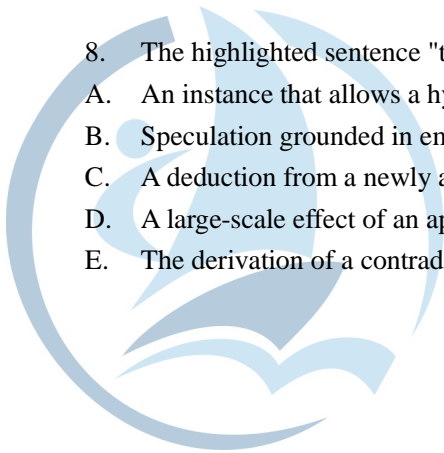 8. The highlighted sentence "t
A. An instance that allows a hy
B. Speculation grounded in em
C. A deduction from a newly a
D. A large-scale effect of an ap
E. The derivation of a contrad